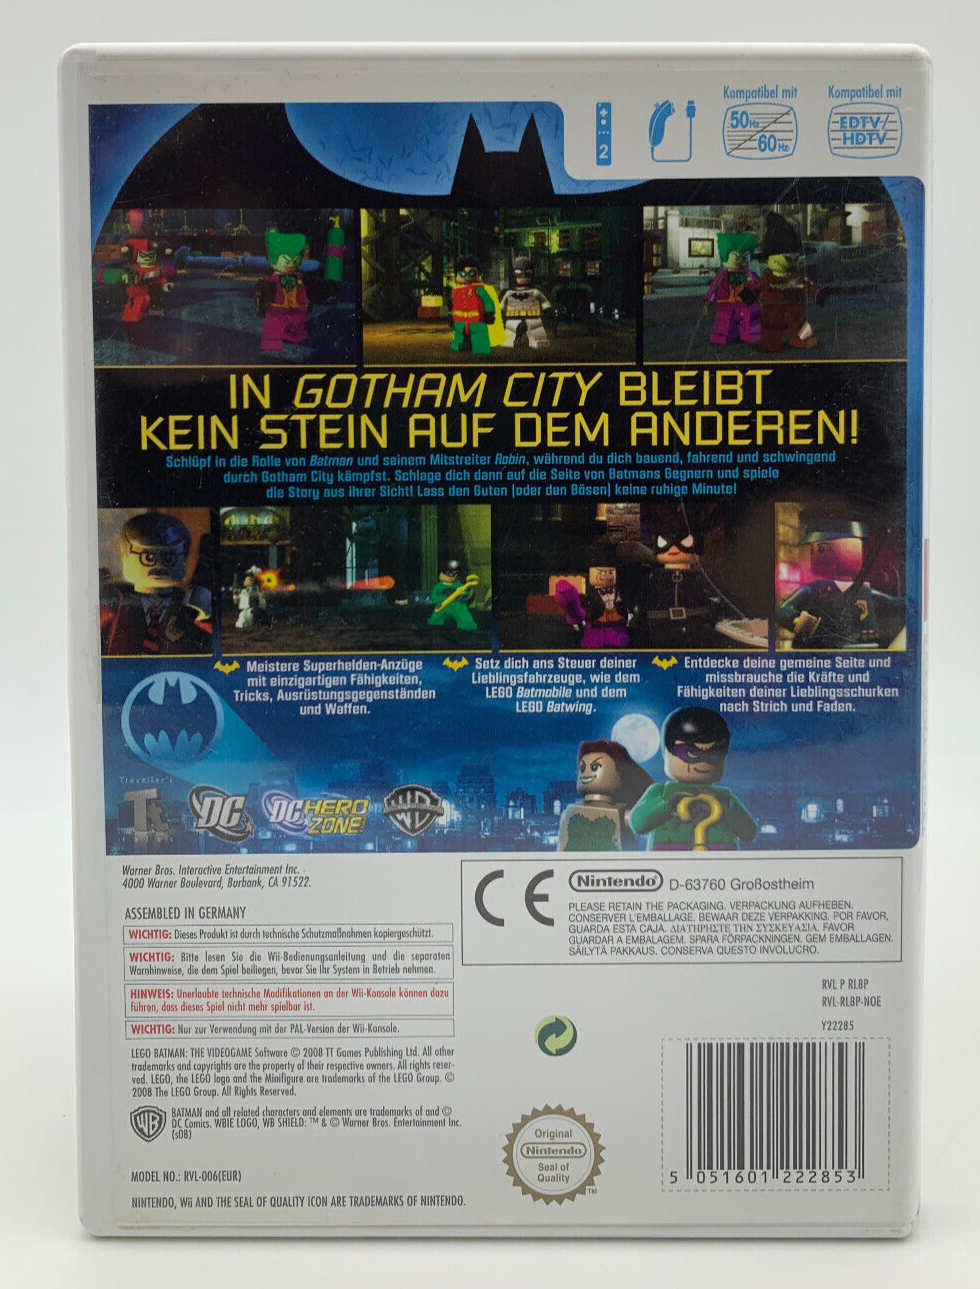 Kompatibel mit
Kompatibel mit
50Hz
60Hz
EDTV/
HDTV
2
IN GOTHAM CITY BLEIBT
KEIN STEIN AUF DEM ANDEREN!
Schlüpf in die Rolle von Batman und seinem Mitstreiter Robin, während du dich bauend, fahrend und schwingend
durch Gotham City kämpfst. Schlage dich dann auf die Seite von Batmans Gegnern und spiele
die Story aus ihrer Sicht! Lass den Guten (oder den Bösen) keine ruhige Minute!
Meistere Superhelden-Anzüge
mit einzigartigen Fähigkeiten,
Tricks, Ausrüstungsgegenständen
und Waffen.
Setz dich ans Steuer deiner
Lieblingsfahrzeuge, wie dem
LEGO Batmobile und dem
LEGO Batwing.
Entdecke deine gemeine Seite und
missbrauche die Kräfte und
Fähigkeiten deiner Lieblingsschurken
nach Strich und Faden.
Traveller's
Tt
DC
DC HERO
ZONE
WB
Warner Bros. Interactive Entertainment Inc.
4000 Warner Boulevard, Burbank, CA 91522.
ASSEMBLED IN GERMANY
WICHTIG: Dieses Produkt ist durch technische Schutzmaßnahmen kopiergeschützt.
WICHTIG: Bitte lesen Sie die Wii-Bedienungsanleitung und die separaten
Warnhinweise, die dem Spiel beiliegen, bevor Sie Ihr System in Betrieb nehmen.
HINWEIS: Unerlaubte technische Modifikationen an der Wii-Konsole können dazu
führen, dass dieses Spiel nicht mehr spielbar ist.
WICHTIG: Nur zur Verwendung mit der PAL-Version der Wii-Konsole.
LEGO BATMAN: THE VIDEOGAME Software © 2008 TT Games Publishing Ltd. All other
trademarks and copyrights are the property of their respective owners. All rights reser-
ved. LEGO, the LEGO logo and the Minifigure are trademarks of the LEGO Group. ©
2008 The LEGO Group. All Rights Reserved.
WB
BATMAN and all related characters and elements are trademarks of and ©
DC Comics. WBIE LOGO, WB SHIELD: ™ & © Warner Bros. Entertainment Inc.
(s08)
MODEL NO.: RVL-006(EUR)
NINTENDO, Wii AND THE SEAL OF QUALITY ICON ARE TRADEMARKS OF NINTENDO.
CE
Nintendo D-63760 Großostheim
PLEASE RETAIN THE PACKAGING. VERPACKUNG AUFHEBEN.
CONSERVER L'EMBALLAGE. BEWAAR DEZE VERPAKKING. POR FAVOR,
GUARDA ESTA CAJA. ΔΙΑΤΗΡΗΣΤΕ ΤΗΝ ΣΥΣΚΕΥΑΣΙΑ. FAVOR
GUARDAR A EMBALAGEM. SPARA FÖRPACKNINGEN. GEM EMBALLAGEN.
SÄILYTÄ PAKKAUS. CONSERVA QUESTO INVOLUCRO.
RVL P RLBP
RVL-RLBP-NOE
Y22285
Original
Nintendo
Seal of
Quality
TM
5 051601 222853